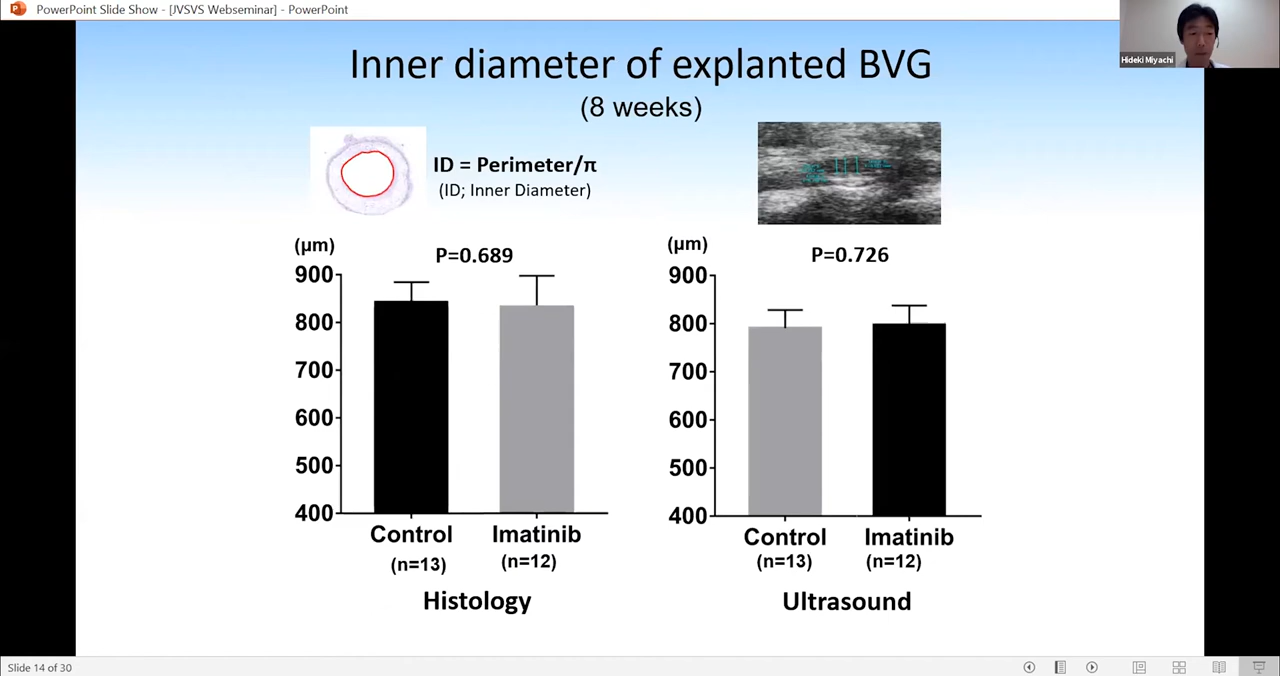 PowerPoint Slide Show - [JVSVS Webseminar] - PowerPoint
Hideki Miyachi
Inner diameter of explanted BVG
(8 weeks)
ID = Perimeter/π
(ID; Inner Diameter)
(μm)
P=0.689
900
800
700
600
500
400
Control
Imatinib
(n=13)
(n=12)
Histology
(μm)
P=0.726
900
800
700
600
500
400
Control
Imatinib
(n=13)
(n=12)
Ultrasound
Slide 14 of 30